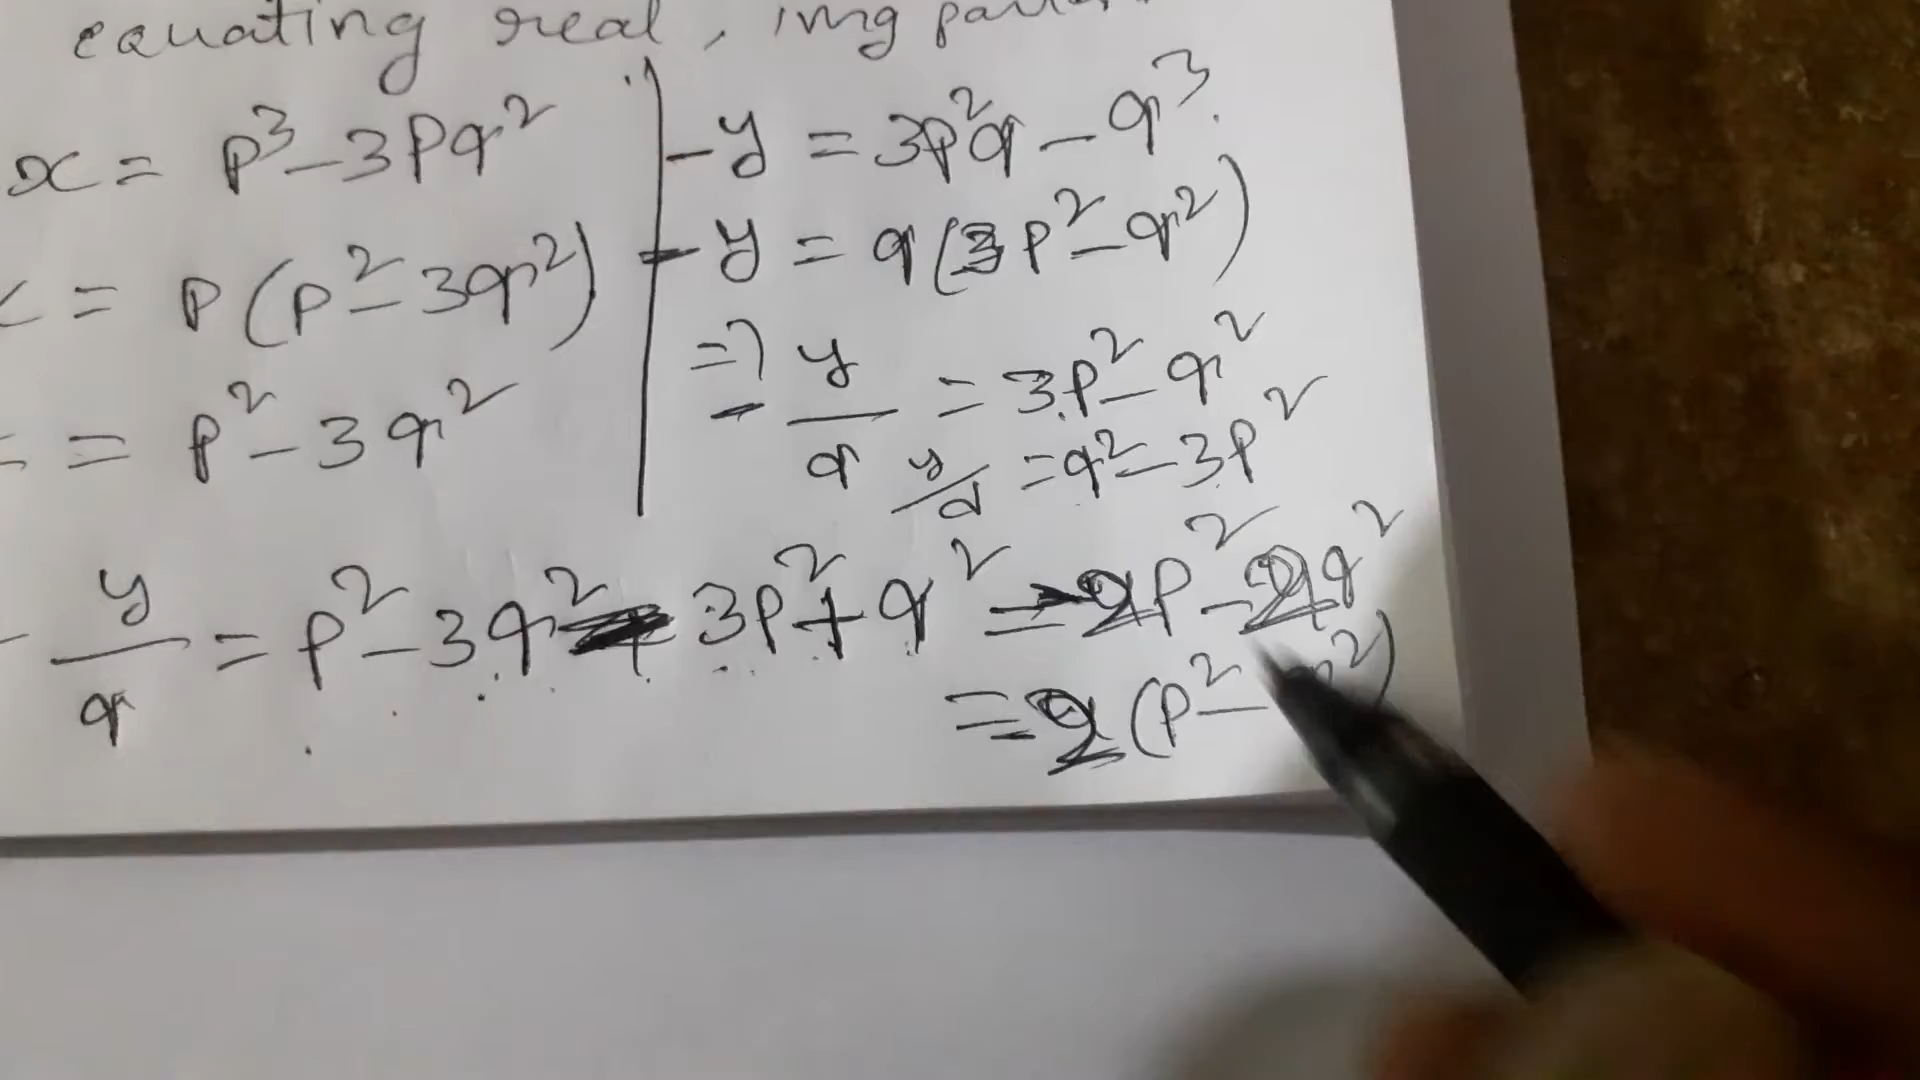 equating real, img part
x = p³ - 3pq²
x = p(p² - 3q²)
= p² - 3q²
- y = 3p²q - q³.
- y = q(3p² - q²)
=> - y/q = 3p² - q²
y/q = q² - 3p²
y/q = p² - 3q² - 3p² + q² = -2p² - 2q²
= 2(p² - q²)